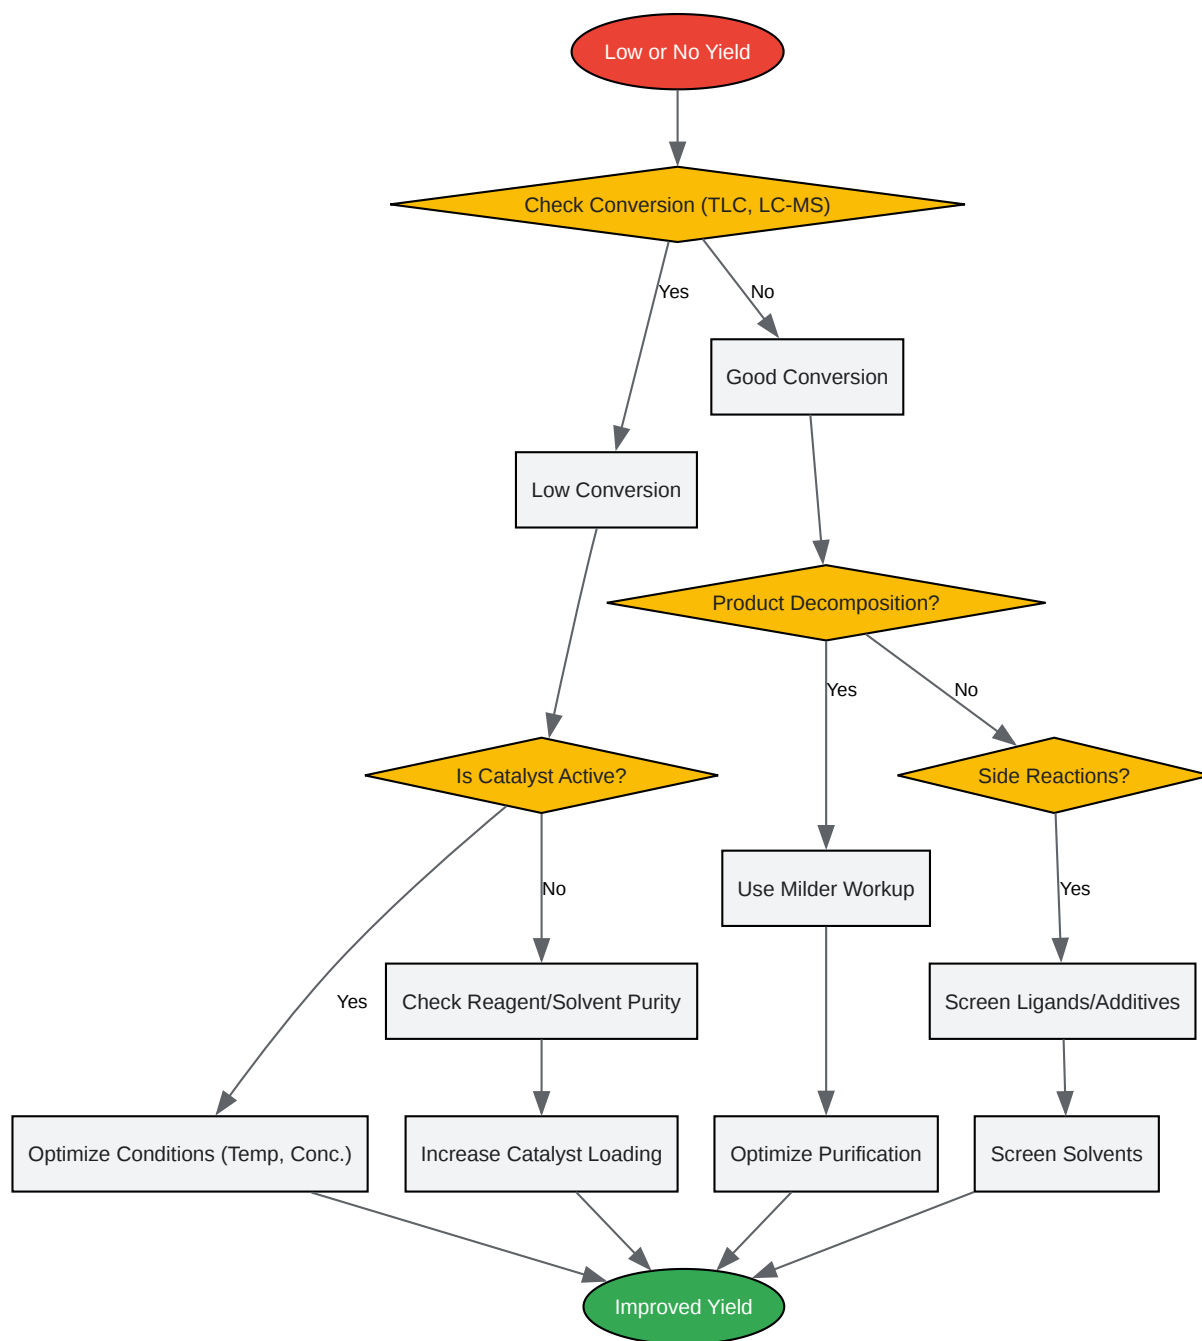 Low or No Yield
Check Conversion (TLC, LC-MS)
Yes
No
Good Conversion
Low Conversion
Product Decomposition?
Yes
No
Is Catalyst Active?
Side Reactions?
Use Milder Workup
No
Yes
Yes
Check Reagent/Solvent Purity
Screen Ligands/Additives
Optimize Conditions (Temp, Conc.)
Increase Catalyst Loading
Optimize Purification
Screen Solvents
Improved Yield